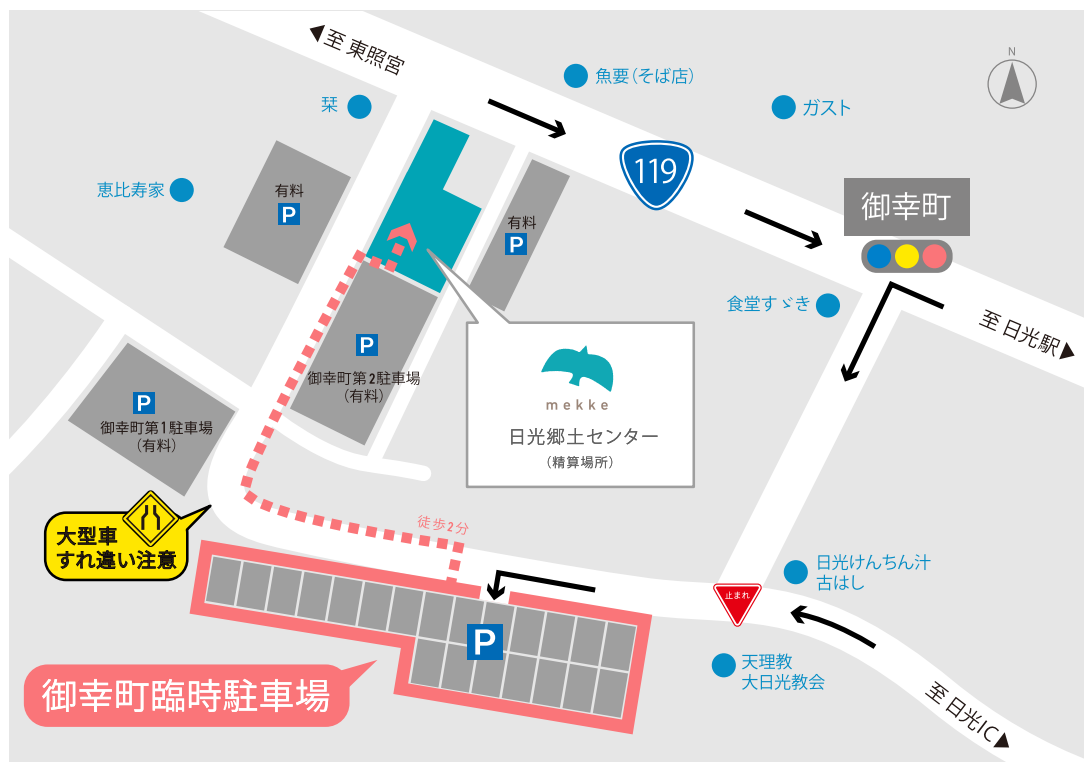 至 東照宮
魚要(そば店)
N
栞
ガスト
119
恵比寿家
有料
P
有料
P
御幸町
食堂すゞき
至 日光駅
P
御幸町第2駐車場
(有料)
mekke
日光郷土センター
(精算場所)
P
御幸町第1駐車場
(有料)
大型車
すれ違い注意
徒歩2分
日光けんちん汁
古はし
止まれ
P
天理教
大日光教会
御幸町臨時駐車場
至 日光IC